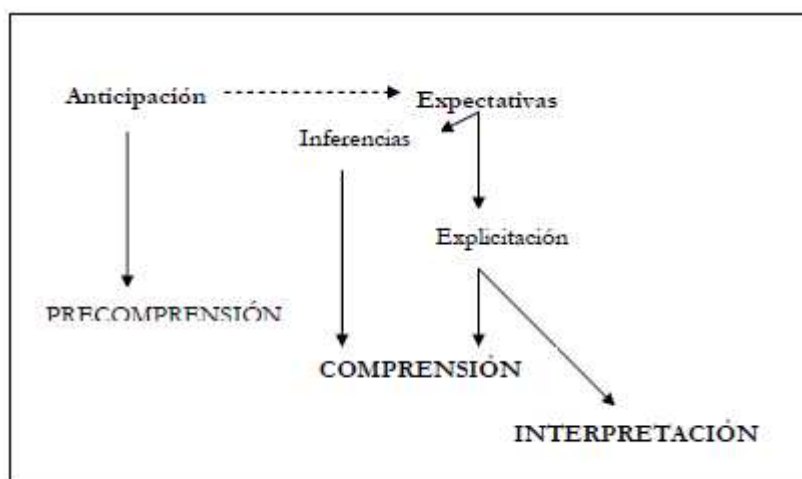 Anticipación
Expectativas
Inferencias
Explicitación
PRECOMPRENSIÓN
COMPRENSIÓN
INTERPRETACIÓN